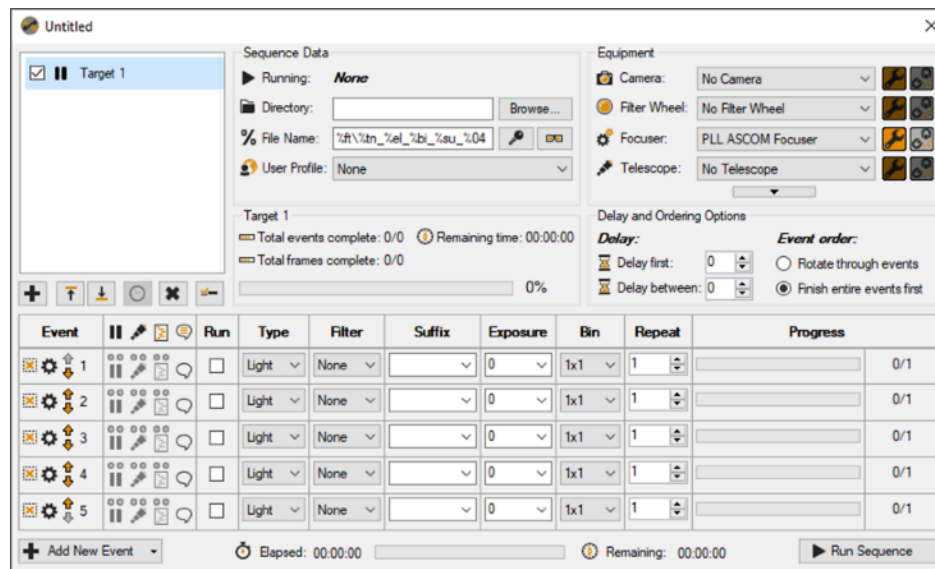 Untitled
Target 1
Sequence Data
Running: None
Directory: Browse...
File Name: %ft\%tn_%el_%bi_%su_%04
User Profile: None
Equipment
Camera: No Camera
Filter Wheel: No Filter Wheel
Focuser: PLL ASCOM Focuser
Telescope: No Telescope
Target 1
Total events complete: 0/0 Remaining time: 00:00:00
Total frames complete: 0/0
0%
Delay and Ordering Options
Delay: Event order:
Delay first: 0 Rotate through events
Delay between: 0 Finish entire events first
Event Run Type Filter Suffix Exposure Bin Repeat Progress
1 Light None 0 1x1 1 0/1
2 Light None 0 1x1 1 0/1
3 Light None 0 1x1 1 0/1
4 Light None 0 1x1 1 0/1
5 Light None 0 1x1 1 0/1
Add New Event Elapsed: 00:00:00 Remaining: 00:00:00 Run Sequence